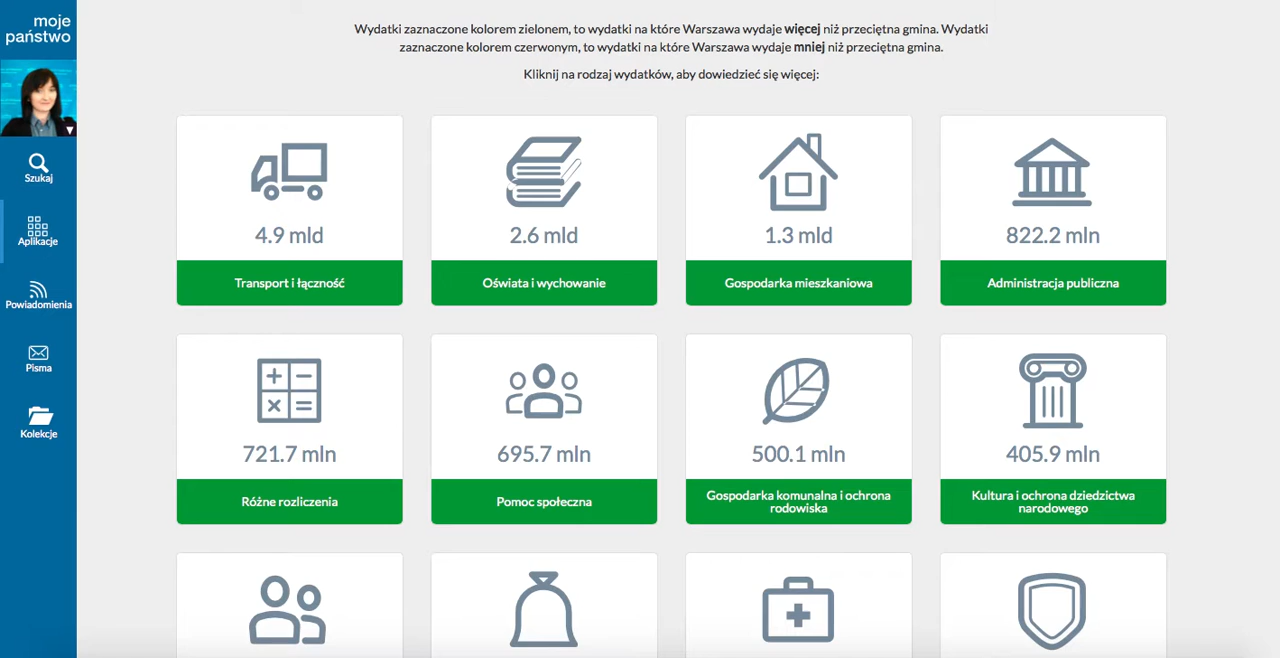 moje
państwo
Szukaj
Aplikacje
Powiadomienia
Pisma
Kolekcje
Wydatki zaznaczone kolorem zielonem, to wydatki na które Warszawa wydaje więcej niż przeciętna gmina. Wydatki
zaznaczone kolorem czerwonym, to wydatki na które Warszawa wydaje mniej niż przeciętna gmina.
Kliknij na rodzaj wydatków, aby dowiedzieć się więcej:
4.9 mld
Transport i łączność
2.6 mld
Oświata i wychowanie
1.3 mld
Gospodarka mieszkaniowa
822.2 mln
Administracja publiczna
721.7 mln
Różne rozliczenia
695.7 mln
Pomoc społeczna
500.1 mln
Gospodarka komunalna i ochrona
rodowiska
405.9 mln
Kultura i ochrona dziedzictwa
narodowego